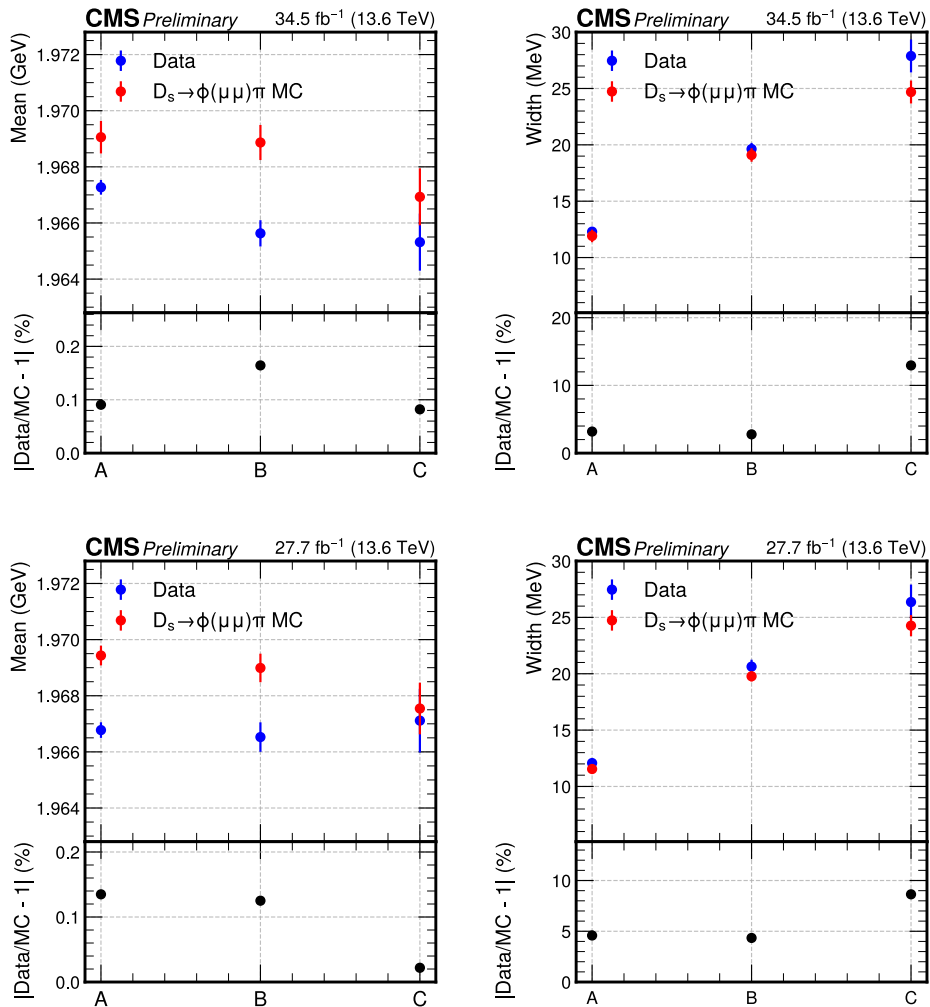 CMS Preliminary 34.5 fb⁻¹ (13.6 TeV)
Mean (GeV)
1.972
1.970
1.968
1.966
1.964
Data
Dₛ→ϕ(μμ)π MC
|Data/MC - 1| (%)
0.2
0.1
0.0
A B C
CMS Preliminary 34.5 fb⁻¹ (13.6 TeV)
Width (MeV)
30
25
20
15
10
Data
Dₛ→ϕ(μμ)π MC
|Data/MC - 1| (%)
20
10
0
A B C
CMS Preliminary 27.7 fb⁻¹ (13.6 TeV)
Mean (GeV)
1.972
1.970
1.968
1.966
1.964
Data
Dₛ→ϕ(μμ)π MC
|Data/MC - 1| (%)
0.2
0.1
0.0
A B C
CMS Preliminary 27.7 fb⁻¹ (13.6 TeV)
Width (MeV)
30
25
20
15
10
Data
Dₛ→ϕ(μμ)π MC
|Data/MC - 1| (%)
10
5
0
A B C